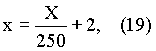 x = X/250 + 2, (19)